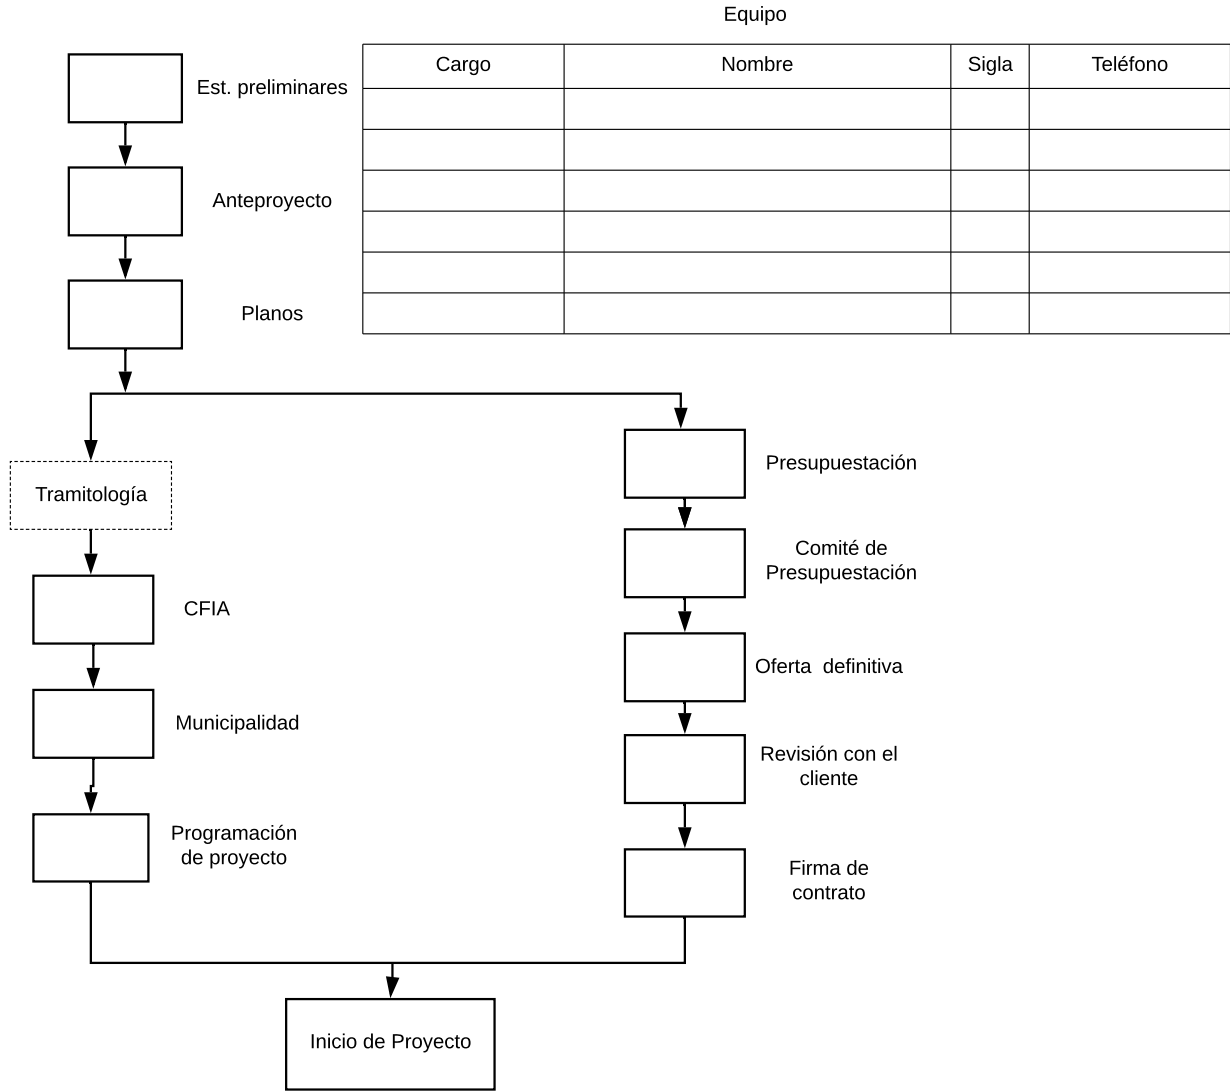 Equipo
Cargo Nombre Sigla Teléfono
Est. preliminares
Anteproyecto
Planos
Tramitología
CFIA
Municipalidad
Programación
de proyecto
Presupuestación
Comité de
Presupuestación
Oferta  definitiva
Revisión con el
cliente
Firma de
contrato
Inicio de Proyecto